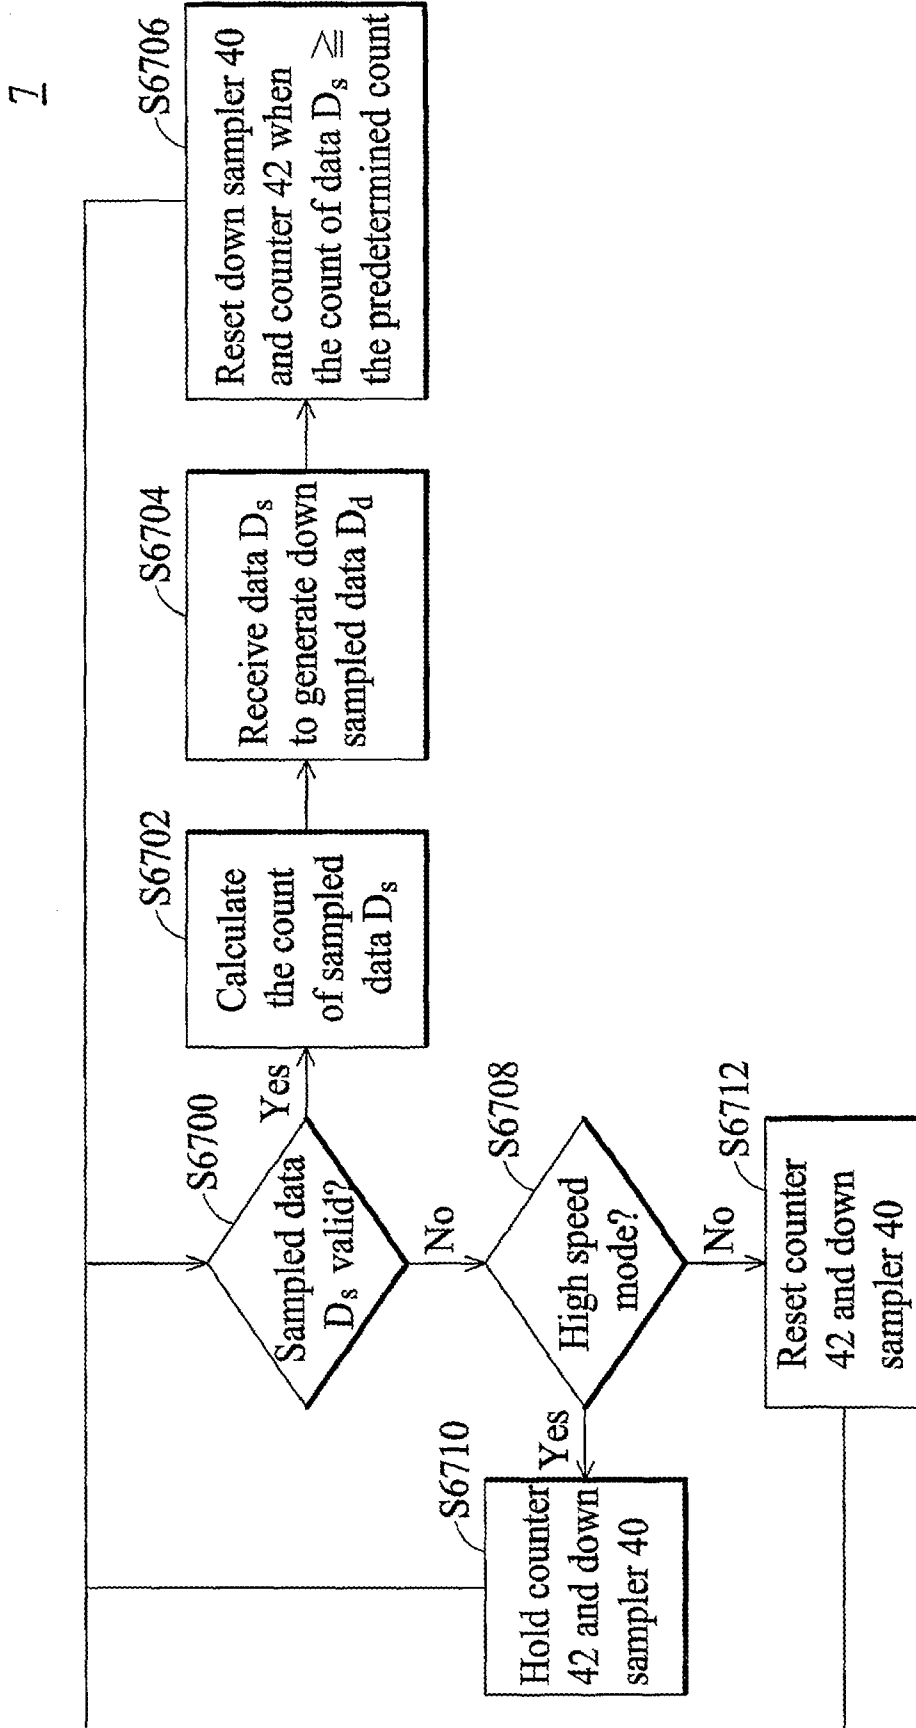 7
S6700
Sampled data
Ds valid?
Yes
No
S6702
Calculate
the count
of sampled
data Ds
S6704
Receive data Ds
to generate down
sampled data Dd
S6706
Reset down sampler 40
and counter 42 when
the count of data Ds ≧
the predetermined count
S6708
High speed
mode?
Yes
No
S6710
Hold counter
42 and down
sampler 40
S6712
Reset counter
42 and down
sampler 40